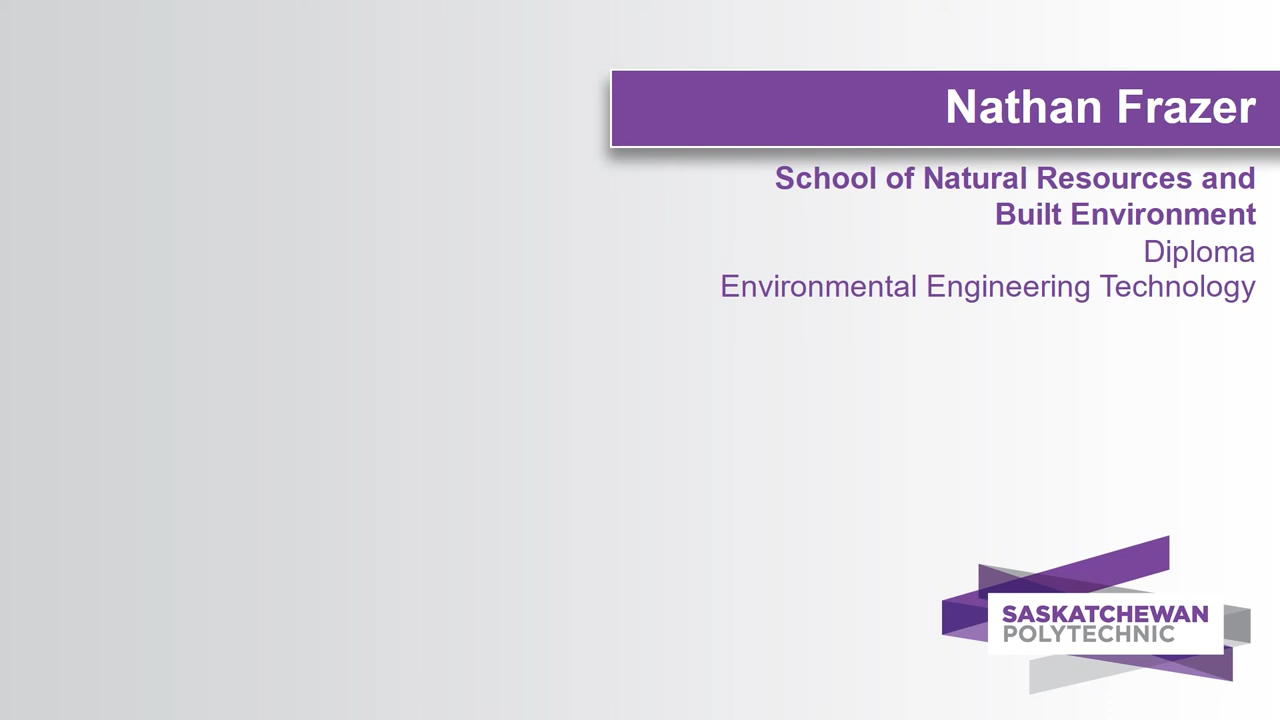 Nathan Frazer
School of Natural Resources and
Built Environment
Diploma
Environmental Engineering Technology
SASKATCHEWAN
POLYTECHNIC